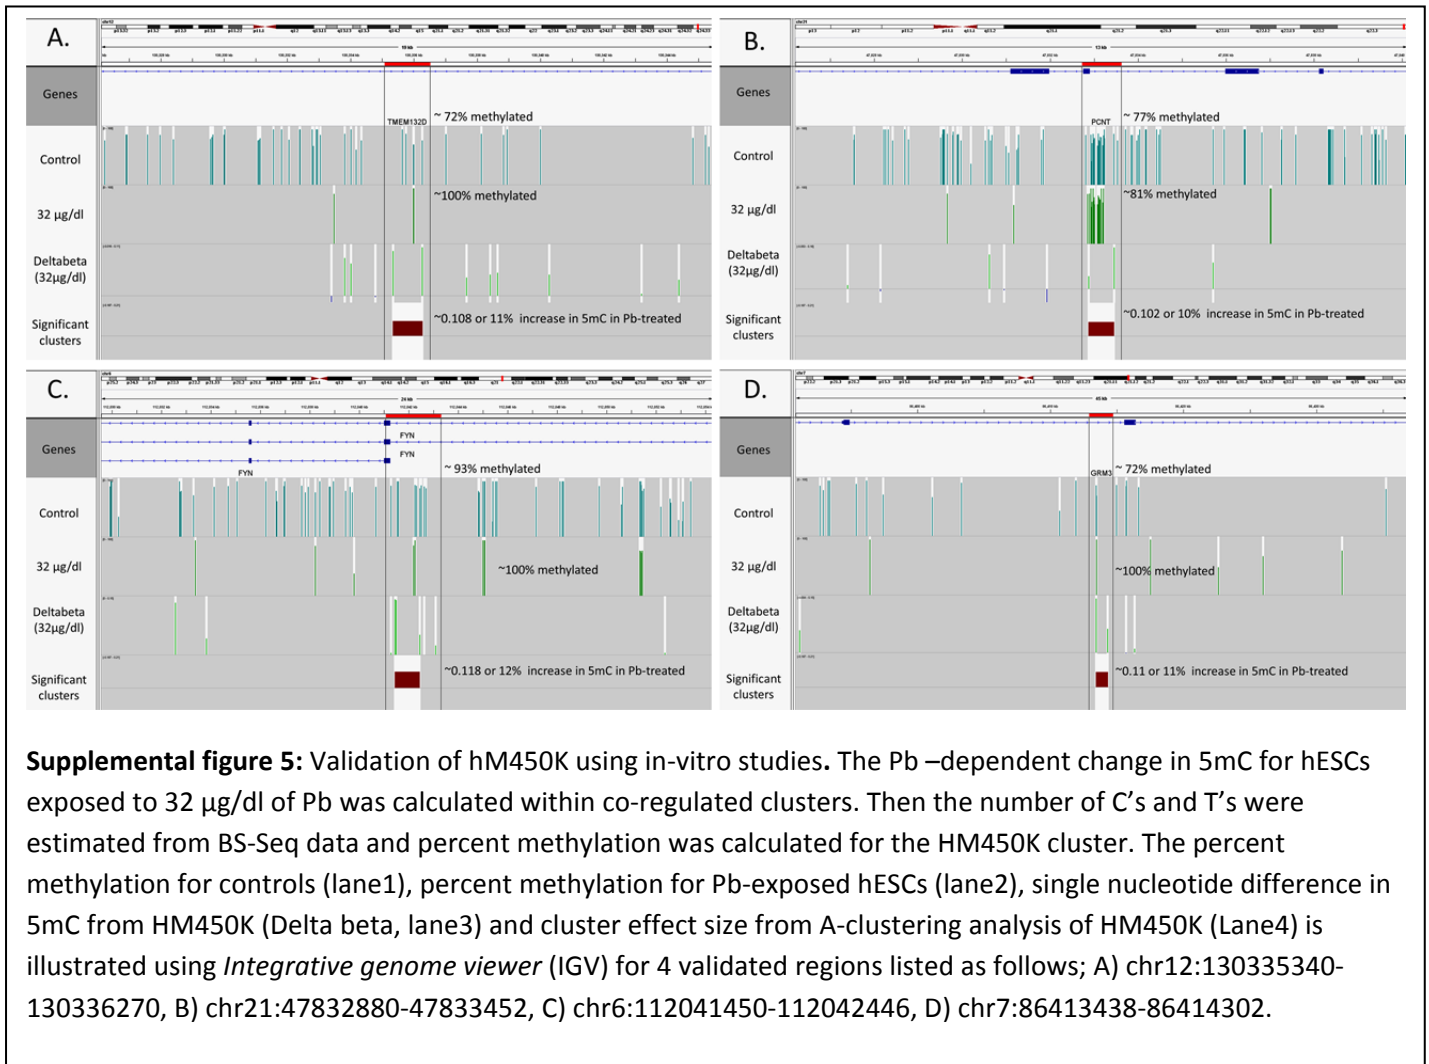 A.
10 kb
Genes
TMEM132D
~ 72% methylated
Control
~100% methylated
32 µg/dl
Deltabeta
(32µg/dl)
~0.108 or 11% increase in 5mC in Pb-treated
Significant
clusters
B.
12 kb
Genes
PCNT
~ 77% methylated
Control
~81% methylated
32 µg/dl
Deltabeta
(32µg/dl)
~0.102 or 10% increase in 5mC in Pb-treated
Significant
clusters
C.
24 kb
FYN
Genes
FYN
FYN
~ 93% methylated
Control
32 µg/dl
~100% methylated
Deltabeta
(32µg/dl)
~0.118 or 12% increase in 5mC in Pb-treated
Significant
clusters
D.
45 kb
Genes
GRM3
~ 72% methylated
Control
32 µg/dl
~100% methylated
Deltabeta
(32µg/dl)
~0.11 or 11% increase in 5mC in Pb-treated
Significant
clusters
Supplemental figure 5: Validation of hM450K using in-vitro studies. The Pb –dependent change in 5mC for hESCs
exposed to 32 µg/dl of Pb was calculated within co-regulated clusters. Then the number of C's and T's were
estimated from BS-Seq data and percent methylation was calculated for the HM450K cluster. The percent
methylation for controls (lane1), percent methylation for Pb-exposed hESCs (lane2), single nucleotide difference in
5mC from HM450K (Delta beta, lane3) and cluster effect size from A-clustering analysis of HM450K (Lane4) is
illustrated using Integrative genome viewer (IGV) for 4 validated regions listed as follows; A) chr12:130335340-
130336270, B) chr21:47832880-47833452, C) chr6:112041450-112042446, D) chr7:86413438-86414302.